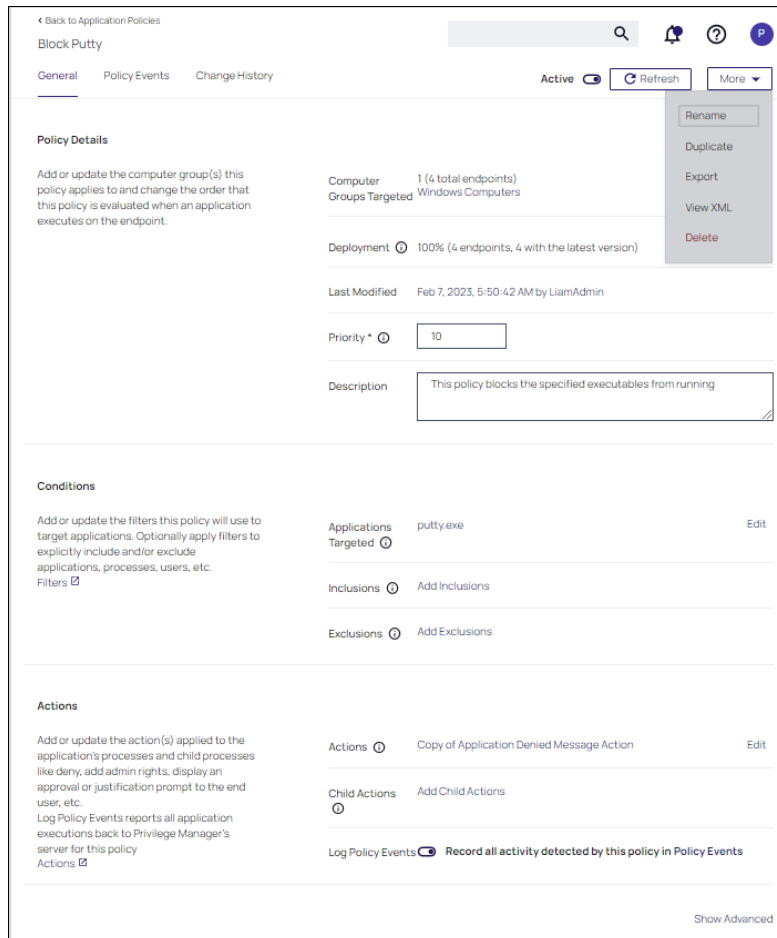 Back to Application Policies
Block Putty
P
General Policy Events Change History
Active Refresh More
Rename
Duplicate
Export
View XML
Delete
Policy Details
Add or update the computer group(s) this
policy applies to and change the order that
this policy is evaluated when an application
executes on the endpoint.
Computer
Groups Targeted
1 (4 total endpoints)
Windows Computers
Deployment 100% (4 endpoints, 4 with the latest version)
Last Modified Feb 7, 2023, 5:50:42 AM by LiamAdmin
Priority * 10
Description This policy blocks the specified executables from running
Conditions
Add or update the filters this policy will use to
target applications. Optionally apply filters to
explicitly include and/or exclude
applications, processes, users, etc.
Filters
Applications
Targeted
putty.exe
Edit
Inclusions Add Inclusions
Exclusions Add Exclusions
Actions
Add or update the action(s) applied to the
application's processes and child processes
like deny, add admin rights, display an
approval or justification prompt to the end
user, etc.
Log Policy Events reports all application
executions back to Privilege Manager's
server for this policy
Actions
Actions Copy of Application Denied Message Action Edit
Child Actions Add Child Actions
Log Policy Events Record all activity detected by this policy in Policy Events
Show Advanced